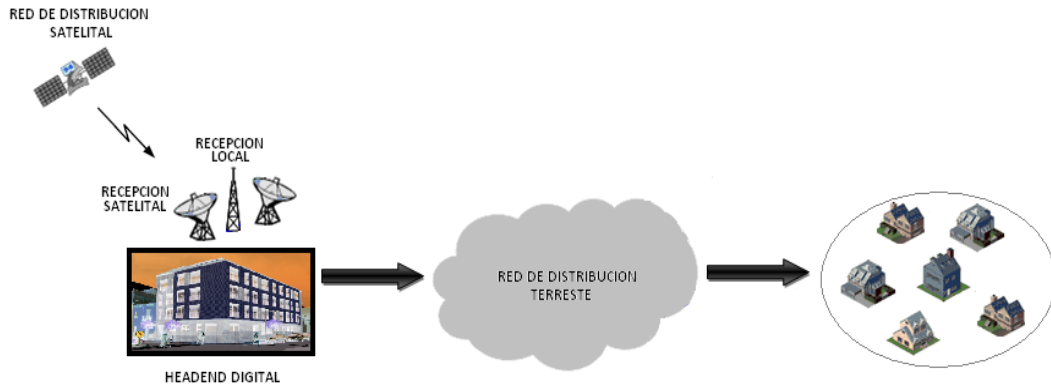 RED DE DISTRIBUCION
SATELITAL
RECEPCION
LOCAL
RECEPCION
SATELITAL
RED DE DISTRIBUCION
TERRESTE
HEADEND DIGITAL